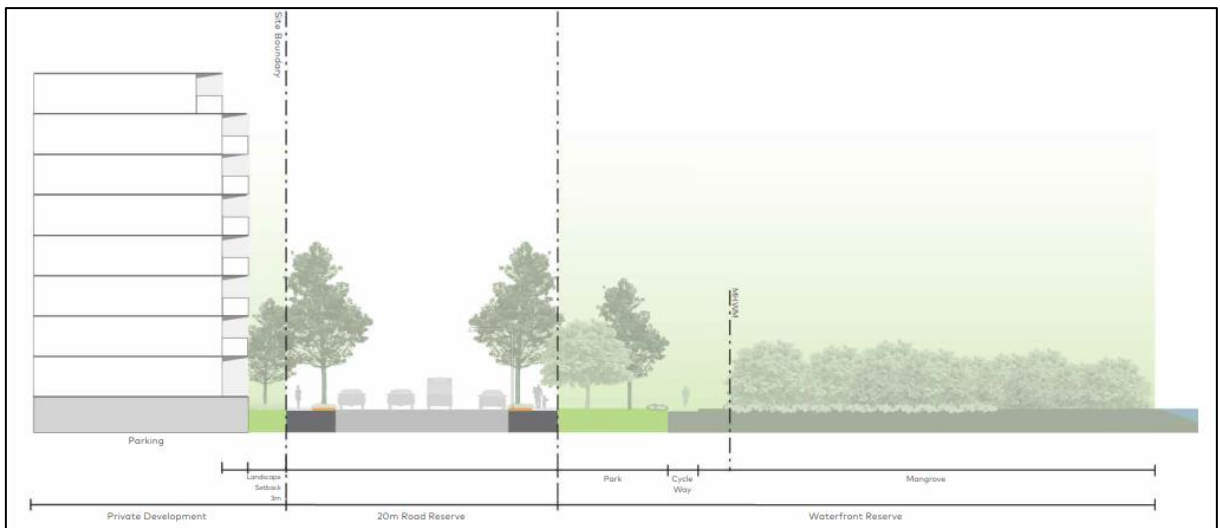 Site Boundary
MHWM
Parking
Landscape
Setback
3m
Park
Cycle
Way
Mangrove
Private Development
20m Road Reserve
Waterfront Reserve